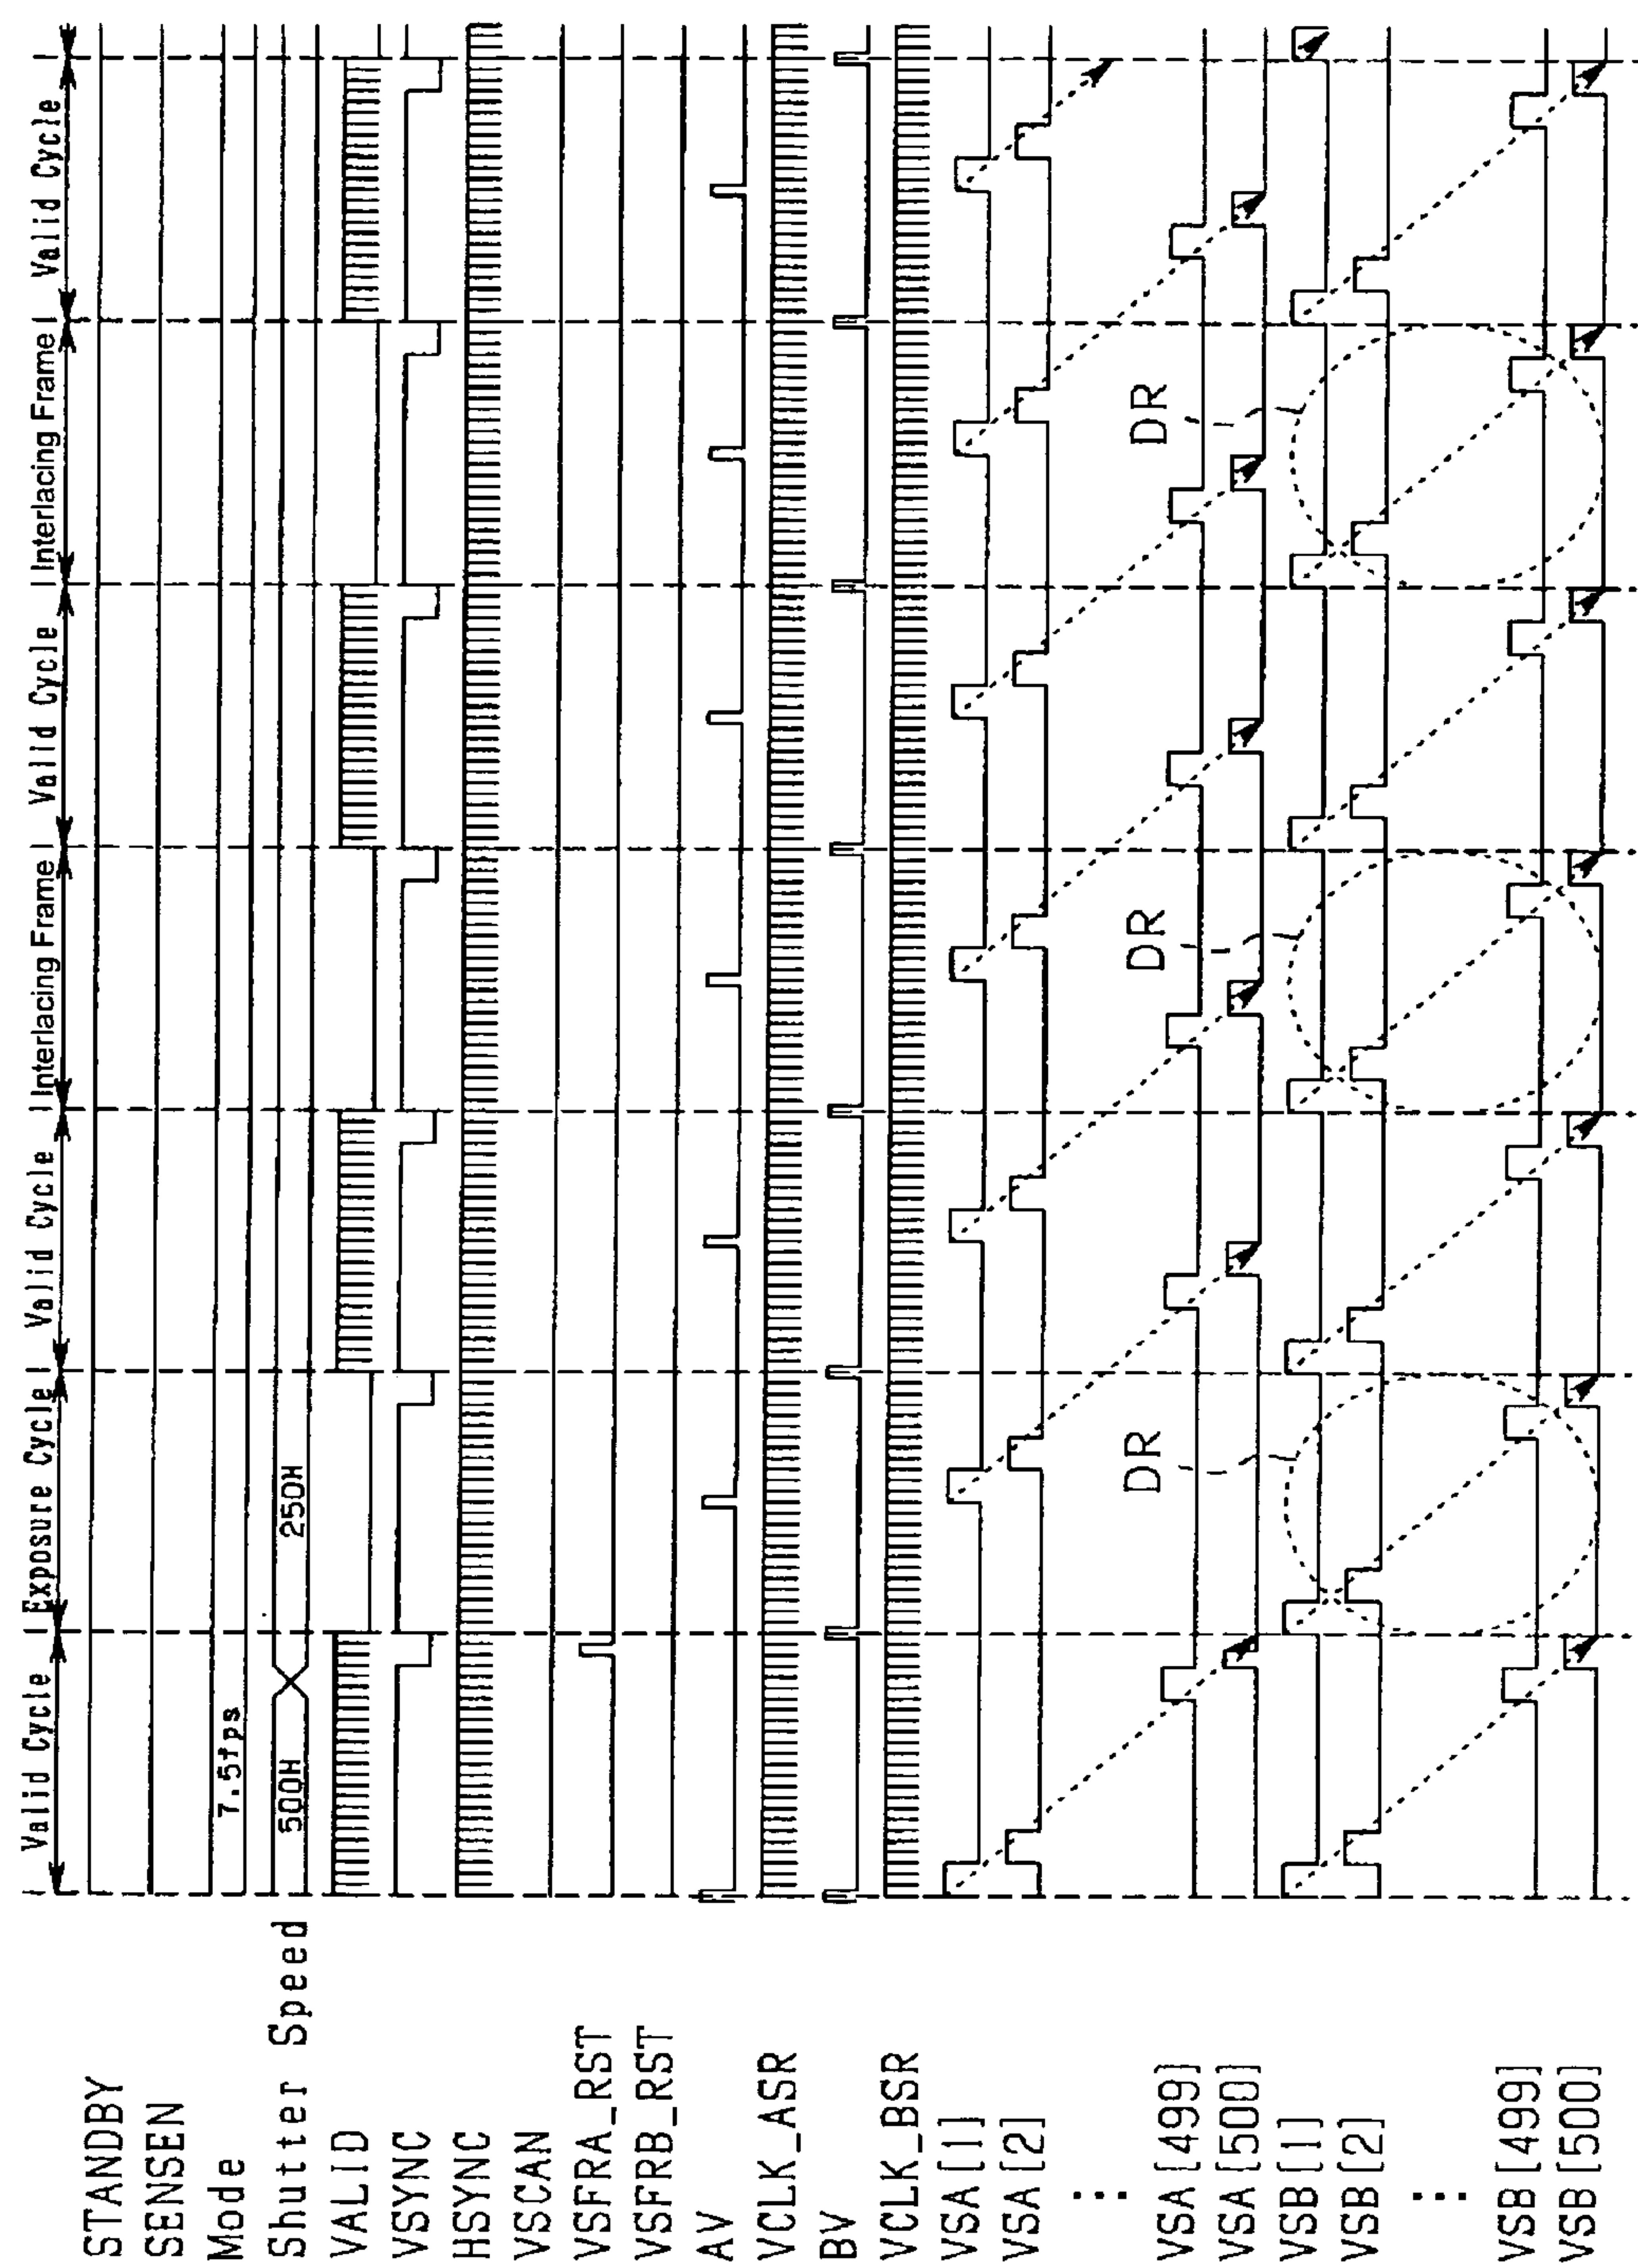 Valid Cycle
Exposure Cycle
Valid Cycle
Interlacing Frame
Valid Cycle
Interlacing Frame
Valid Cycle
STANDBY
SENSEN
Mode
7.5fps
Shutter Speed
500H
250H
VALID
VSYNC
HSYNC
VSCAN
VSFRA_RST
VSFRB_RST
AV
VCLK_ASR
BV
VCLK_BSR
VSA[1]
VSA[2]
...
DR
DR
DR
VSA[499]
VSA[500]
VSB[1]
VSB[2]
...
VSB[499]
VSB[500]